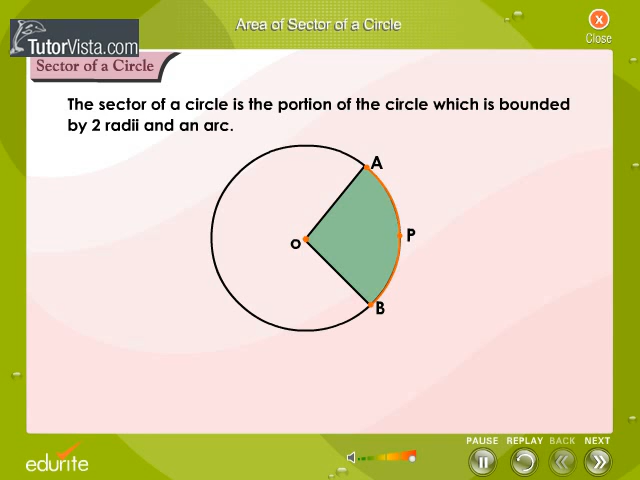 Area of Sector of a Circle
X
Close
TutorVista.com
Sector of a Circle
The sector of a circle is the portion of the circle which is bounded
by 2 radii and an arc.
A
P
O
B
PAUSE REPLAY BACK NEXT
edurite